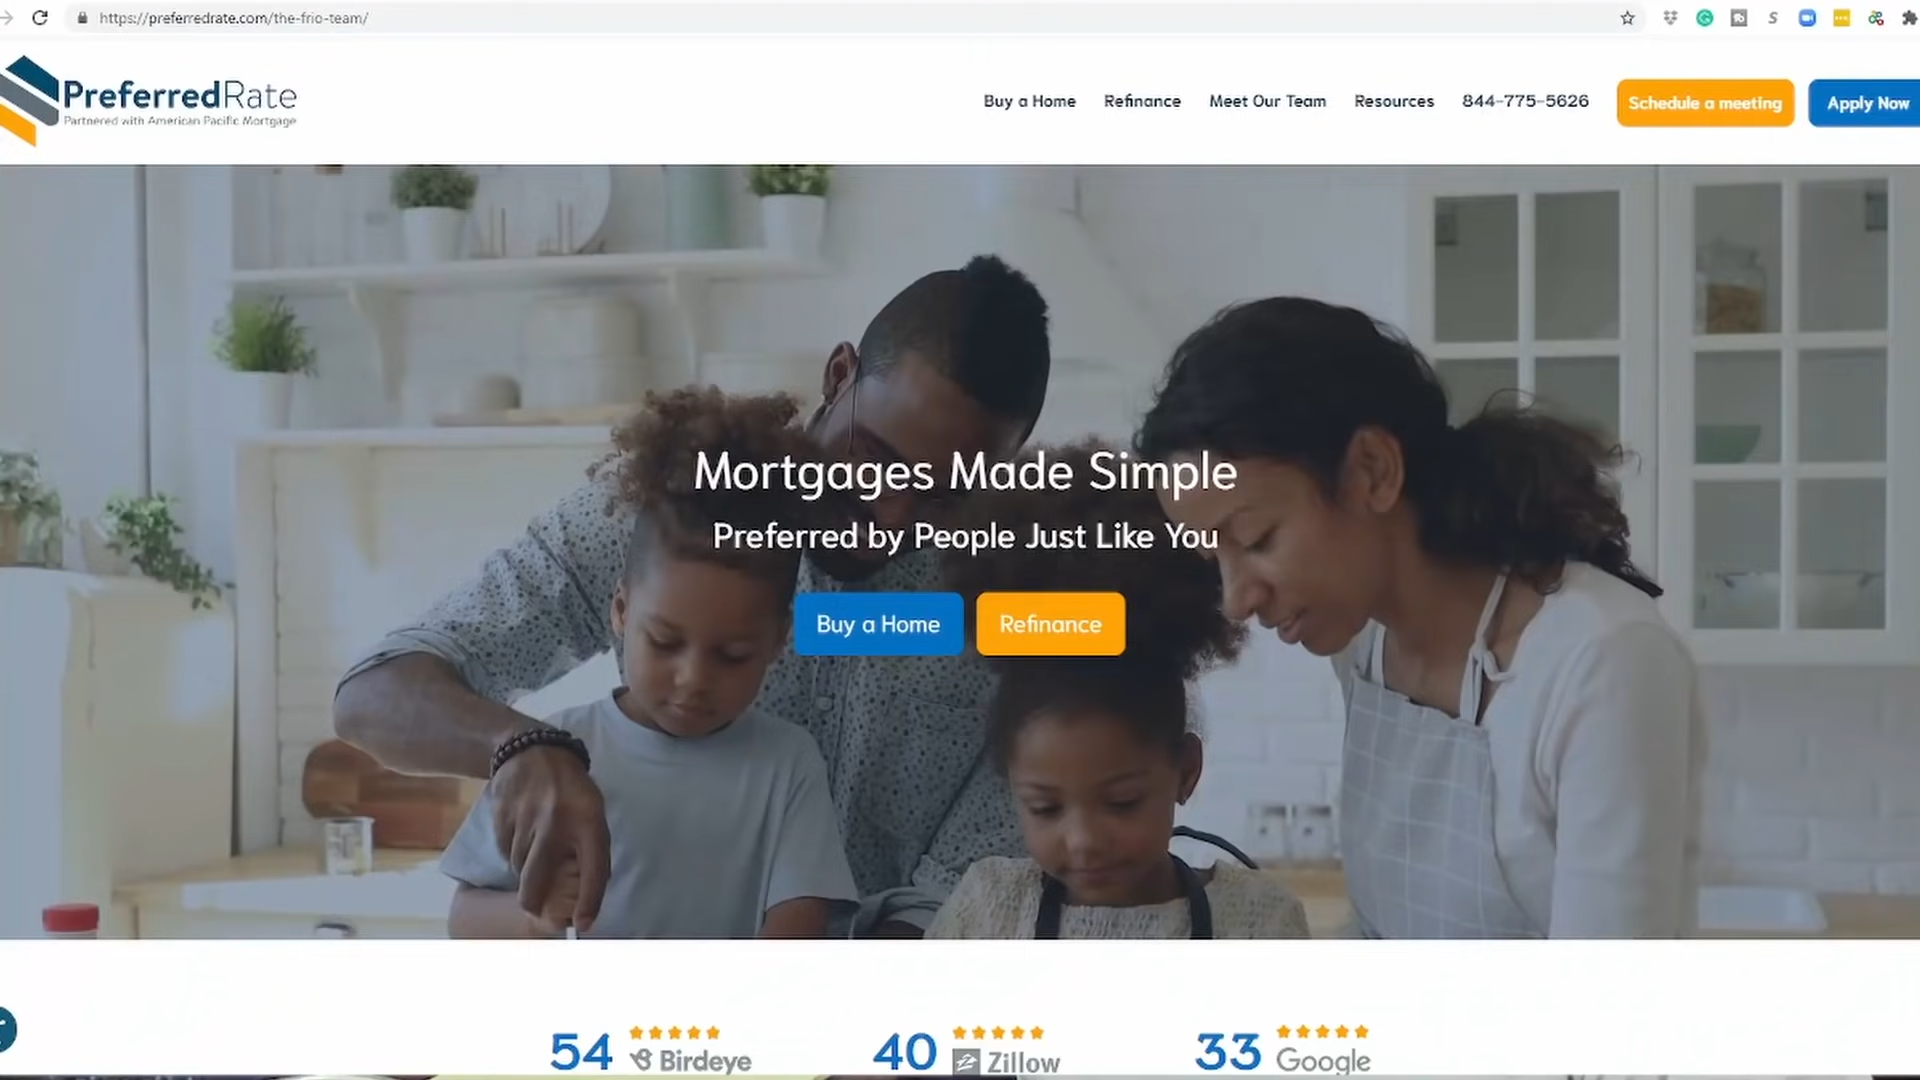 https://preferredrate.com/the-frio-team/
PreferredRate
Partnered with American Pacific Mortgage
Buy a Home
Refinance
Meet Our Team
Resources
844-775-5626
Schedule a meeting
Apply Now
Mortgages Made Simple
Preferred by People Just Like You
Buy a Home
Refinance
54
Birdeye
40
Zillow
33
Google